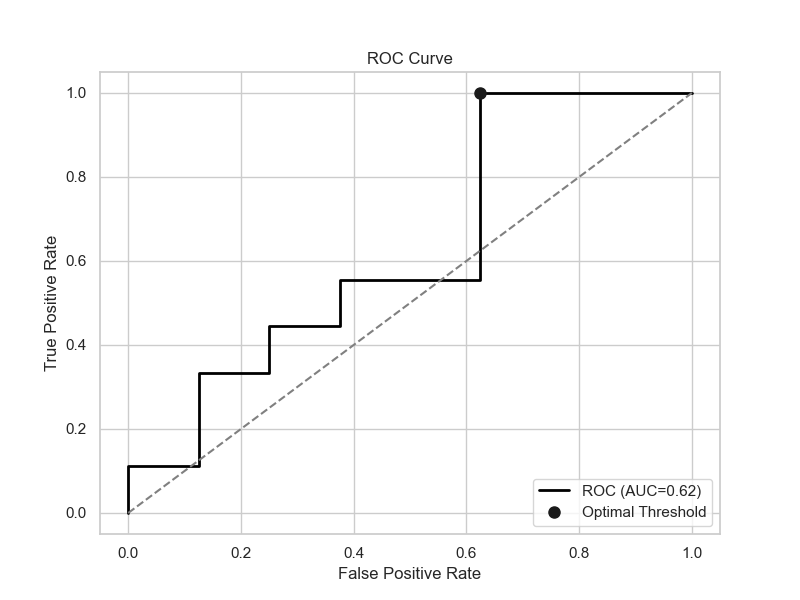 ROC Curve
1.0
0.8
0.6
0.4
0.2
0.0
True Positive Rate
ROC (AUC=0.62)
Optimal Threshold
0.0 0.2 0.4 0.6 0.8 1.0
False Positive Rate